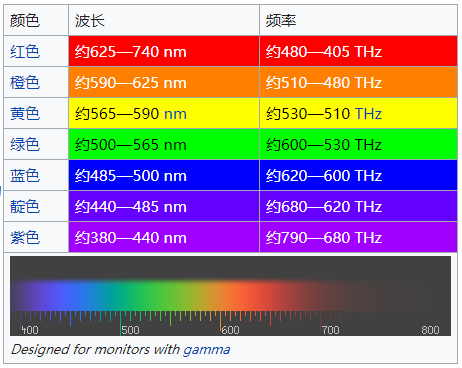 颜色 波长 频率
红色 约625—740 nm 约480—405 THz
橙色 约590—625 nm 约510—480 THz
黄色 约565—590 nm 约530—510 THz
绿色 约500—565 nm 约600—530 THz
蓝色 约485—500 nm 约620—600 THz
靛色 约440—485 nm 约680—620 THz
紫色 约380—440 nm 约790—680 THz
400 500 600 700 800
Designed for monitors with gamma